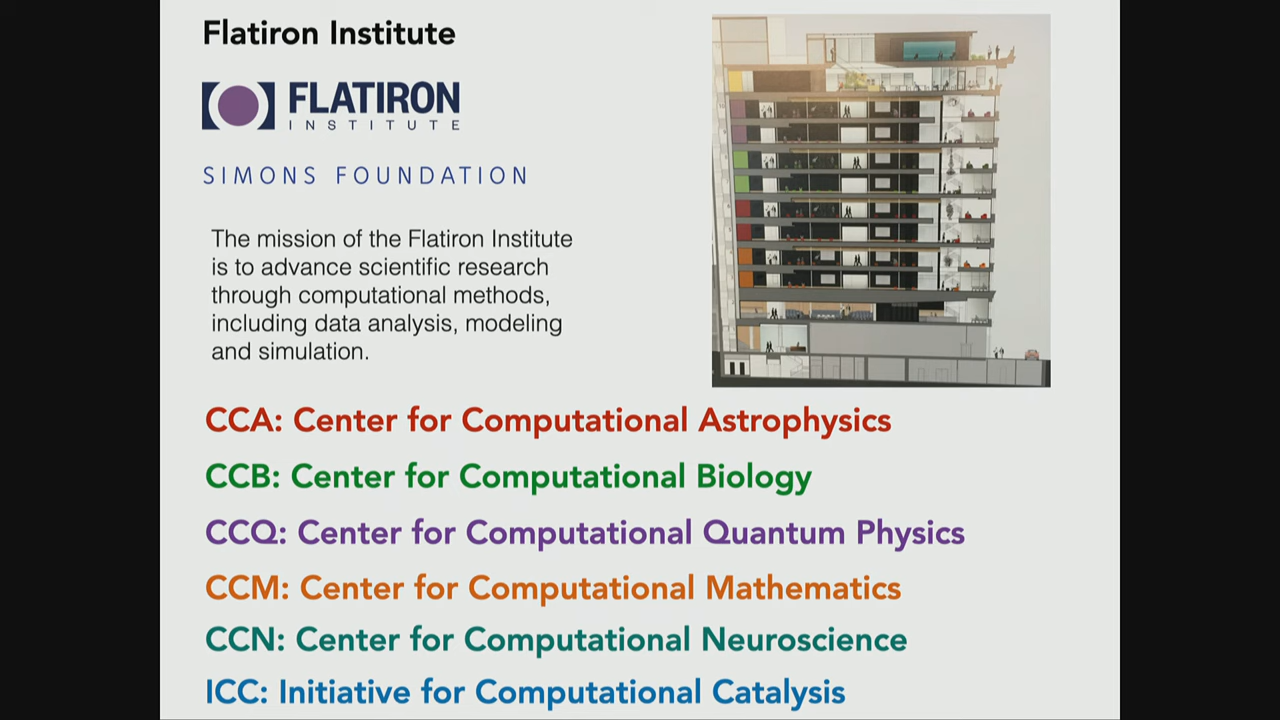 Flatiron Institute
FLATIRON
INSTITUTE
SIMONS FOUNDATION
The mission of the Flatiron Institute
is to advance scientific research
through computational methods,
including data analysis, modeling
and simulation.
CCA: Center for Computational Astrophysics
CCB: Center for Computational Biology
CCQ: Center for Computational Quantum Physics
CCM: Center for Computational Mathematics
CCN: Center for Computational Neuroscience
ICC: Initiative for Computational Catalysis